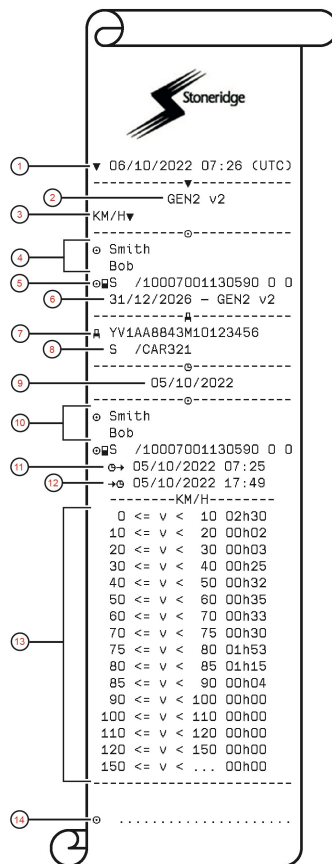 Stoneridge
1
▼ 06/10/2022 07:26 (UTC)
2
GEN2 v2
3
KM/H▼
4
Smith
Bob
5
S /10007001130590 0 0
6
31/12/2026 – GEN2 v2
7
YV1AA8843M10123456
8
S /CAR321
9
05/10/2022
10
Smith
Bob
S /10007001130590 0 0
11
05/10/2022 07:25
12
05/10/2022 17:49
-------KM/H-------
13
0 <= v < 10 02h30
10 <= v < 20 00h02
20 <= v < 30 00h03
30 <= v < 40 00h25
40 <= v < 50 00h32
50 <= v < 60 00h35
60 <= v < 70 00h33
70 <= v < 75 00h30
75 <= v < 80 01h53
80 <= v < 85 01h15
85 <= v < 90 00h04
90 <= v < 100 00h00
100 <= v < 110 00h00
110 <= v < 120 00h00
120 <= v < 150 00h00
150 <= v < ... 00h00
14
.....................